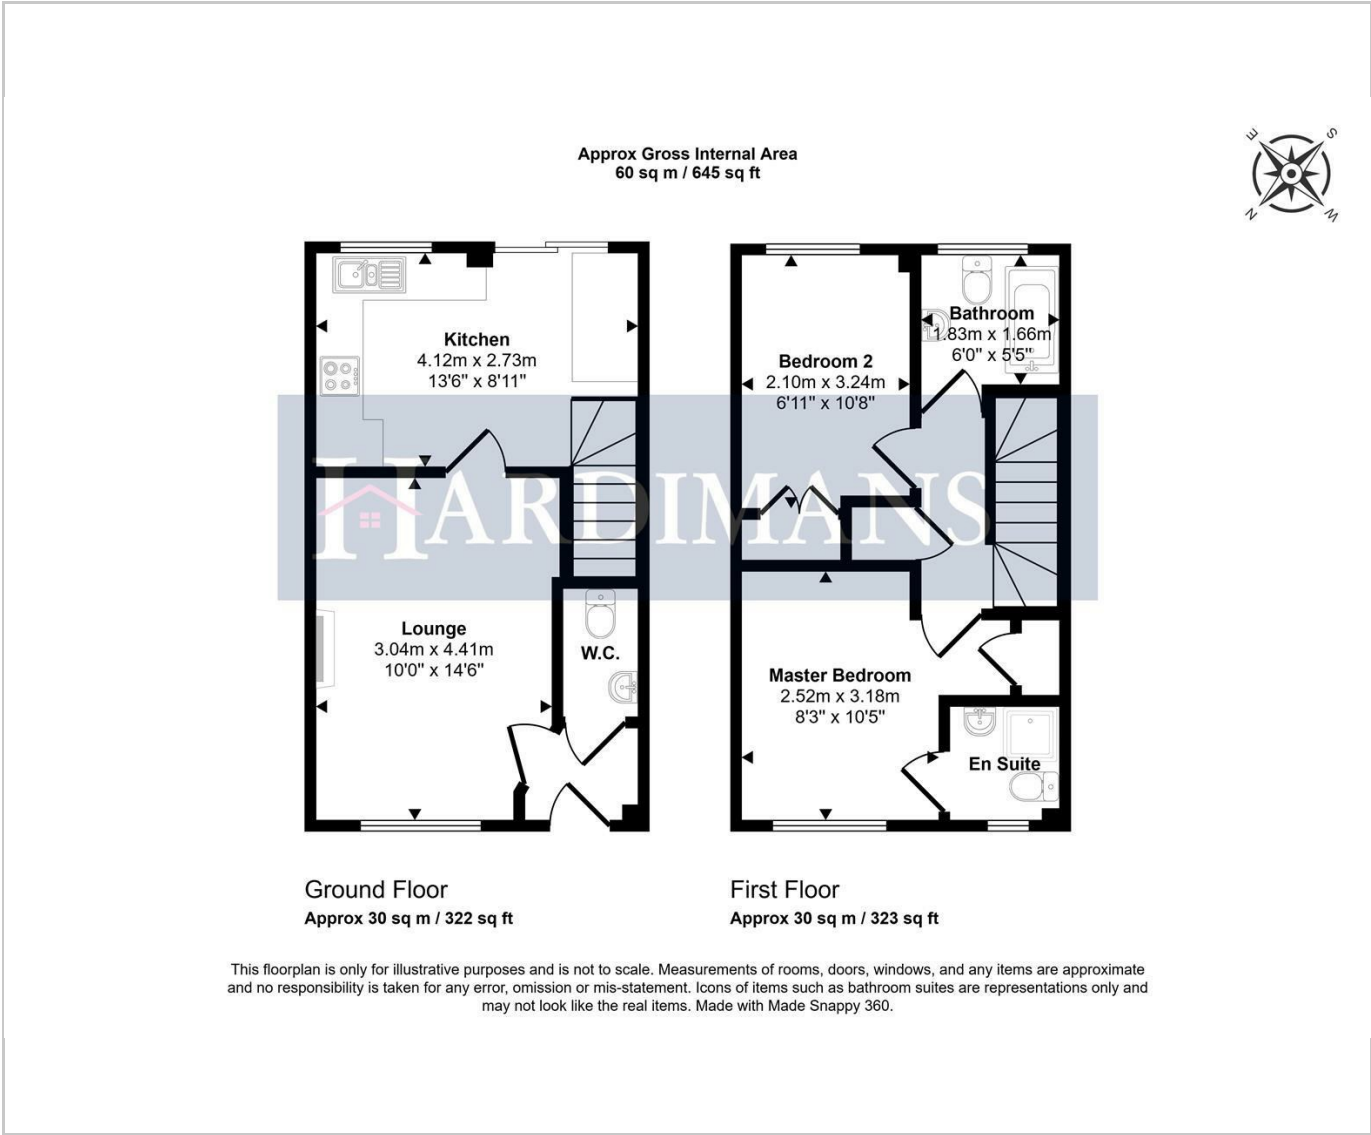 Approx Gross Internal Area
60 sq m / 645 sq ft
E
S
N
W
Kitchen
4.12m x 2.73m
13'6" x 8'11"
Lounge
3.04m x 4.41m
10'0" x 14'6"
W.C.
Bedroom 2
2.10m x 3.24m
6'11" x 10'8"
Bathroom
1.83m x 1.66m
6'0" x 5'5"
Master Bedroom
2.52m x 3.18m
8'3" x 10'5"
En Suite
HARDIMANS
Ground Floor
Approx 30 sq m / 322 sq ft
First Floor
Approx 30 sq m / 323 sq ft
This floorplan is only for illustrative purposes and is not to scale. Measurements of rooms, doors, windows, and any items are approximate
and no responsibility is taken for any error, omission or mis-statement. Icons of items such as bathroom suites are representations only and
may not look like the real items. Made with Made Snappy 360.